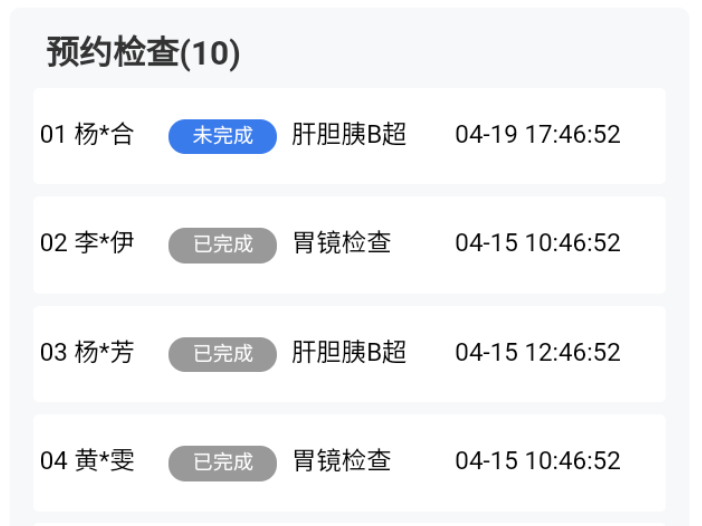 预约检查(10)
01 杨*合 未完成 肝胆胰B超 04-19 17:46:52
02 李*伊 已完成 胃镜检查 04-15 10:46:52
03 杨*芳 已完成 肝胆胰B超 04-15 12:46:52
04 黄*雯 已完成 胃镜检查 04-15 10:46:52